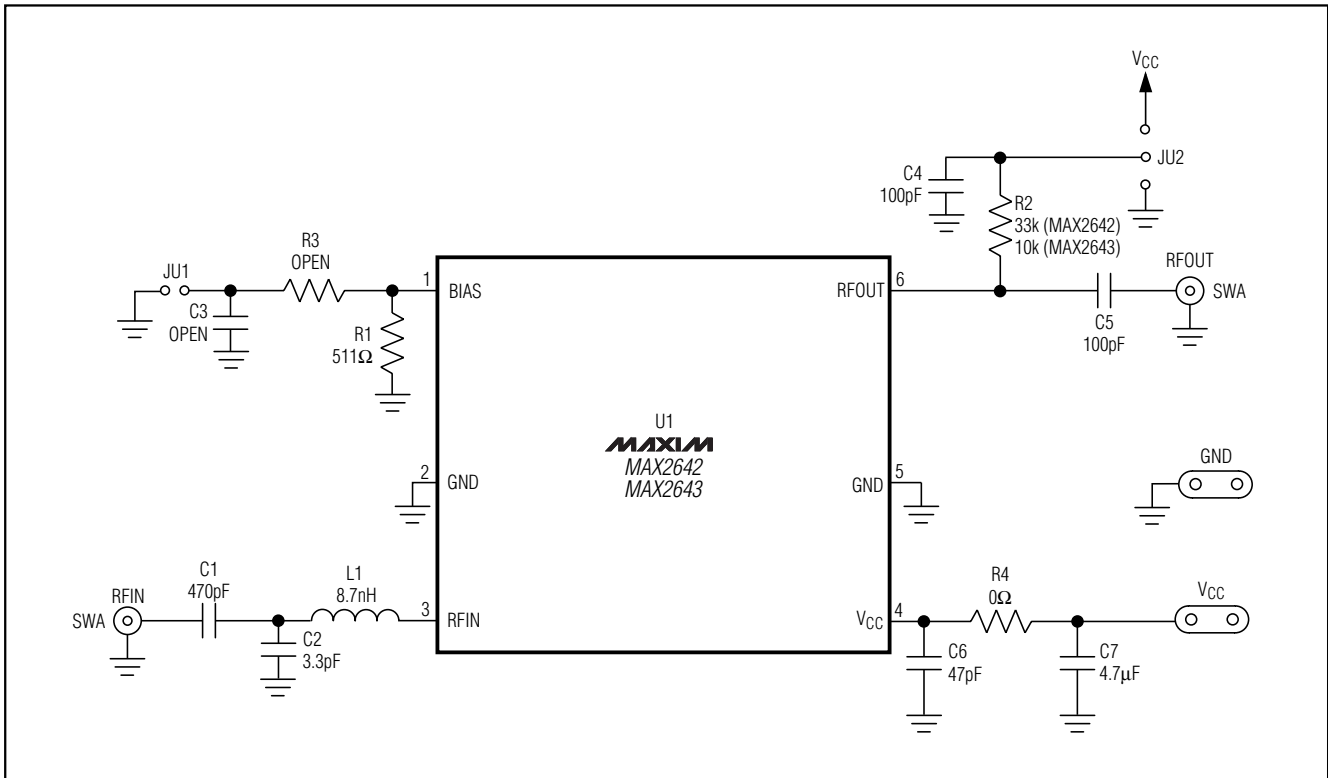 VCC
JU2
C4
100pF
R2
33k (MAX2642)
10k (MAX2643)
RFOUT
SWA
C5
100pF
6
RFOUT
R3
OPEN
JU1
C3
OPEN
R1
511Ω
1
BIAS
U1
MAXIM
MAX2642
MAX2643
2
GND
5
GND
GND
C1
470pF
L1
8.7nH
RFIN
SWA
C2
3.3pF
3
RFIN
VCC
4
R4
0Ω
C6
47pF
C7
4.7μF
VCC